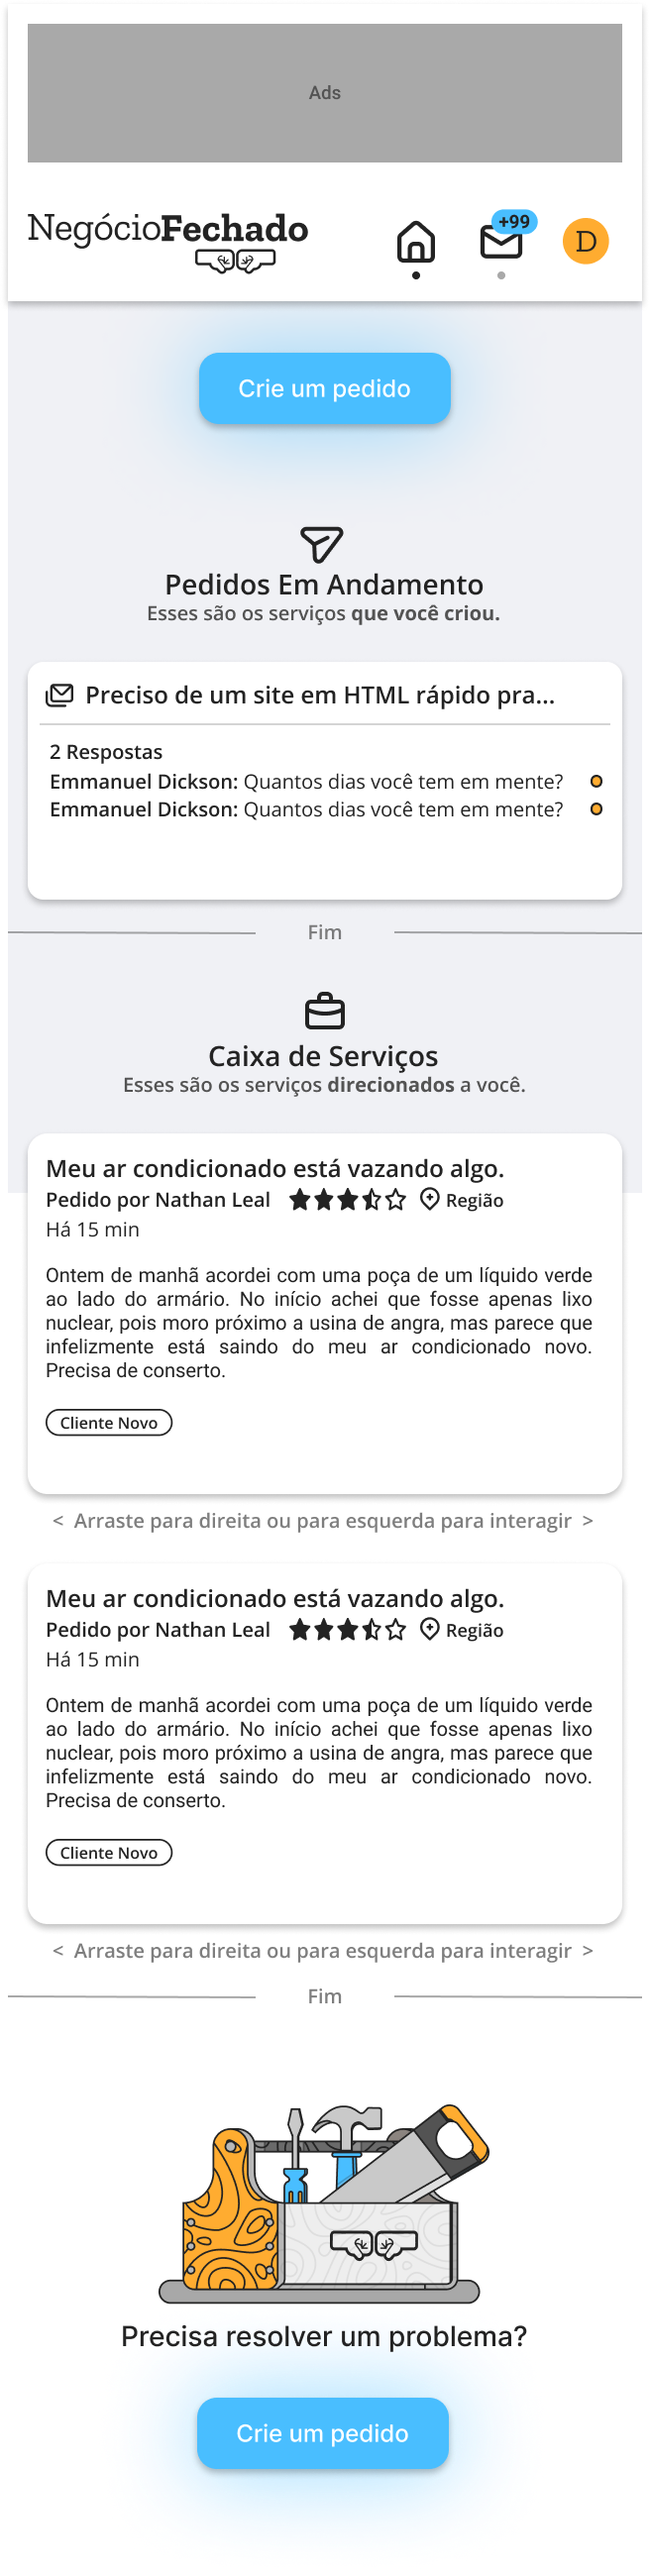 Ads
NegócioFechado
+99
D
Crie um pedido
Pedidos Em Andamento
Esses são os serviços que você criou.
Preciso de um site em HTML rápido pra...
2 Respostas
Emmanuel Dickson: Quantos dias você tem em mente?
Emmanuel Dickson: Quantos dias você tem em mente?
Fim
Caixa de Serviços
Esses são os serviços direcionados a você.
Meu ar condicionado está vazando algo.
Pedido por Nathan Leal Região
Há 15 min
Ontem de manhã acordei com uma poça de um líquido verde
ao lado do armário. No início achei que fosse apenas lixo
nuclear, pois moro próximo a usina de angra, mas parece que
infelizmente está saindo do meu ar condicionado novo.
Precisa de conserto.
Cliente Novo
< Arraste para direita ou para esquerda para interagir >
Meu ar condicionado está vazando algo.
Pedido por Nathan Leal Região
Há 15 min
Ontem de manhã acordei com uma poça de um líquido verde
ao lado do armário. No início achei que fosse apenas lixo
nuclear, pois moro próximo a usina de angra, mas parece que
infelizmente está saindo do meu ar condicionado novo.
Precisa de conserto.
Cliente Novo
< Arraste para direita ou para esquerda para interagir >
Fim
Precisa resolver um problema?
Crie um pedido